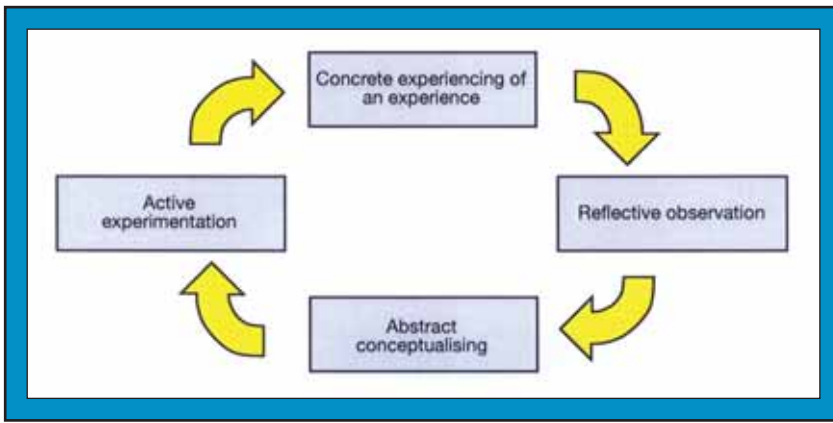 Concrete experiencing of
an experience
Active
experimentation
Reflective observation
Abstract
conceptualising